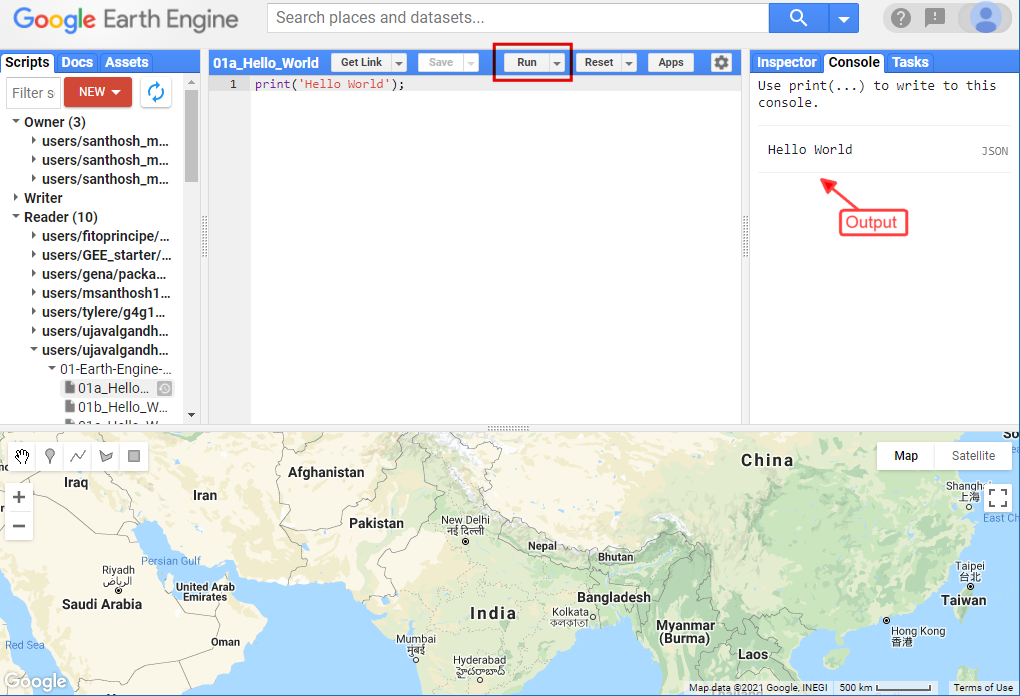 Google Earth Engine
Search places and datasets...
Scripts Docs Assets
Filter s NEW
Owner (3)
users/santhosh_m...
users/santhosh_m...
users/santhosh_m...
Writer
Reader (10)
users/fitoprincipe/...
users/GEE_starter/...
users/gena/packa...
users/msanthosh1...
users/tylere/g4g1...
users/ujavalgandh...
users/ujavalgandh...
01-Earth-Engine-...
01a_Hello...
01b_Hello_W...
01a_Hello_World Get Link Save Run Reset Apps
1 print('Hello World');
Inspector Console Tasks
Use print(...) to write to this
console.
Hello World JSON
Output
Map Satellite
Iraq
Iran
Afghanistan
Pakistan
New Delhi
नई दिल्ली
Nepal
Bhutan
China
Shangha
上海
East Ch
Persian Gulf
Riyadh
الرياض
Saudi Arabia
United Arab
Emirates
Oman
Red Sea
India
Mumbai
मुंबई
Hyderabad
హైదరాబాద్
Kolkata
কলকাতা
Bangladesh
Myanmar
(Burma)
Laos
Thailand
Taipei
台北
Taiwan
Hong Kong
香港
Google
Map data ©2021 Google, INEGI 500 km Terms of Use